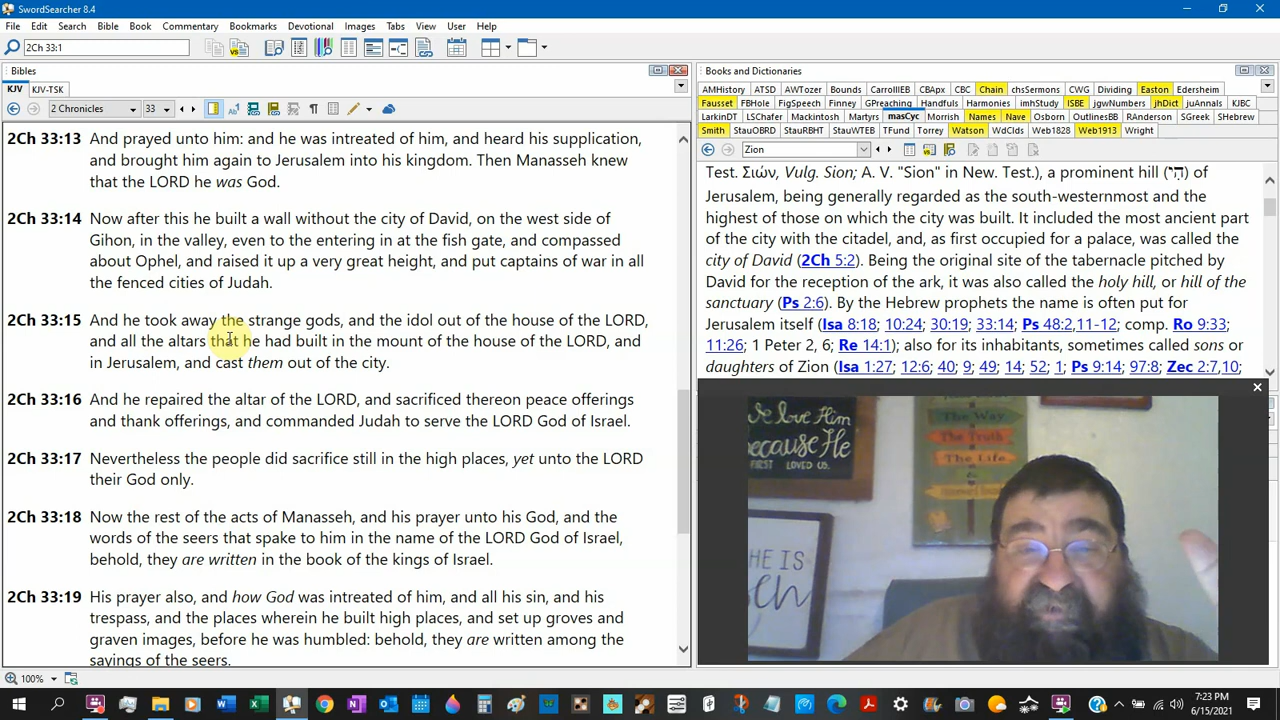 SwordSearcher 8.4
File Edit Search Bible Book Commentary Bookmarks Devotional Images Tabs View User Help
2Ch 33:1
Bibles
KJV KJV-TSK
2 Chronicles 33
2Ch 33:13 And prayed unto him: and he was intreated of him, and heard his supplication,
and brought him again to Jerusalem into his kingdom. Then Manasseh knew
that the LORD he was God.
2Ch 33:14 Now after this he built a wall without the city of David, on the west side of
Gihon, in the valley, even to the entering in at the fish gate, and compassed
about Ophel, and raised it up a very great height, and put captains of war in all
the fenced cities of Judah.
2Ch 33:15 And he took away the strange gods, and the idol out of the house of the LORD,
and all the altars that he had built in the mount of the house of the LORD, and
in Jerusalem, and cast them out of the city.
2Ch 33:16 And he repaired the altar of the LORD, and sacrificed thereon peace offerings
and thank offerings, and commanded Judah to serve the LORD God of Israel.
2Ch 33:17 Nevertheless the people did sacrifice still in the high places, yet unto the LORD
their God only.
2Ch 33:18 Now the rest of the acts of Manasseh, and his prayer unto his God, and the
words of the seers that spake to him in the name of the LORD God of Israel,
behold, they are written in the book of the kings of Israel.
2Ch 33:19 His prayer also, and how God was intreated of him, and all his sin, and his
trespass, and the places wherein he built high places, and set up groves and
graven images, before he was humbled: behold, they are written among the
sayings of the seers.
100%
Books and Dictionaries
AMHistory ATSD AWTozer Bounds CarrollIEB CBApx CBC Chain chsSermons CWG Dividing Easton Edersheim
Fausset FBHole FigSpeech Finney GPreaching Handfuls Harmonies imhStudy ISBE jgwNumbers jhDict juAnnals KJBC
LarkinDT LSChafer Mackintosh Martyrs masCyc Morrish Names Nave Osborn OutlinesBB RAnderson SGreek SHebrew
Smith StauOBRD StauRBHT StauWTEB TFund Torrey Watson WdClds Web1828 Web1913 Wright
Zion
Test. Σιών, Vulg. Sion; A. V. "Sion" in New. Test.), a prominent hill (הַר) of
Jerusalem, being generally regarded as the south-westernmost and the
highest of those on which the city was built. It included the most ancient part
of the city with the citadel, and, as first occupied for a palace, was called the
city of David (2Ch 5:2). Being the original site of the tabernacle pitched by
David for the reception of the ark, it was also called the holy hill, or hill of the
sanctuary (Ps 2:6). By the Hebrew prophets the name is often put for
Jerusalem itself (Isa 8:18; 10:24; 30:19; 33:14; Ps 48:2,11-12; comp. Ro 9:33;
11:26; 1 Peter 2, 6; Re 14:1); also for its inhabitants, sometimes called sons or
daughters of Zion (Isa 1:27; 12:6; 40; 9; 49; 14; 52; 1; Ps 9:14; 97:8; Zec 2:7,10;
We love Him
because He
FIRST LOVED US.
The Way
The Truth
The Life
HE IS
7:23 PM
6/15/2021